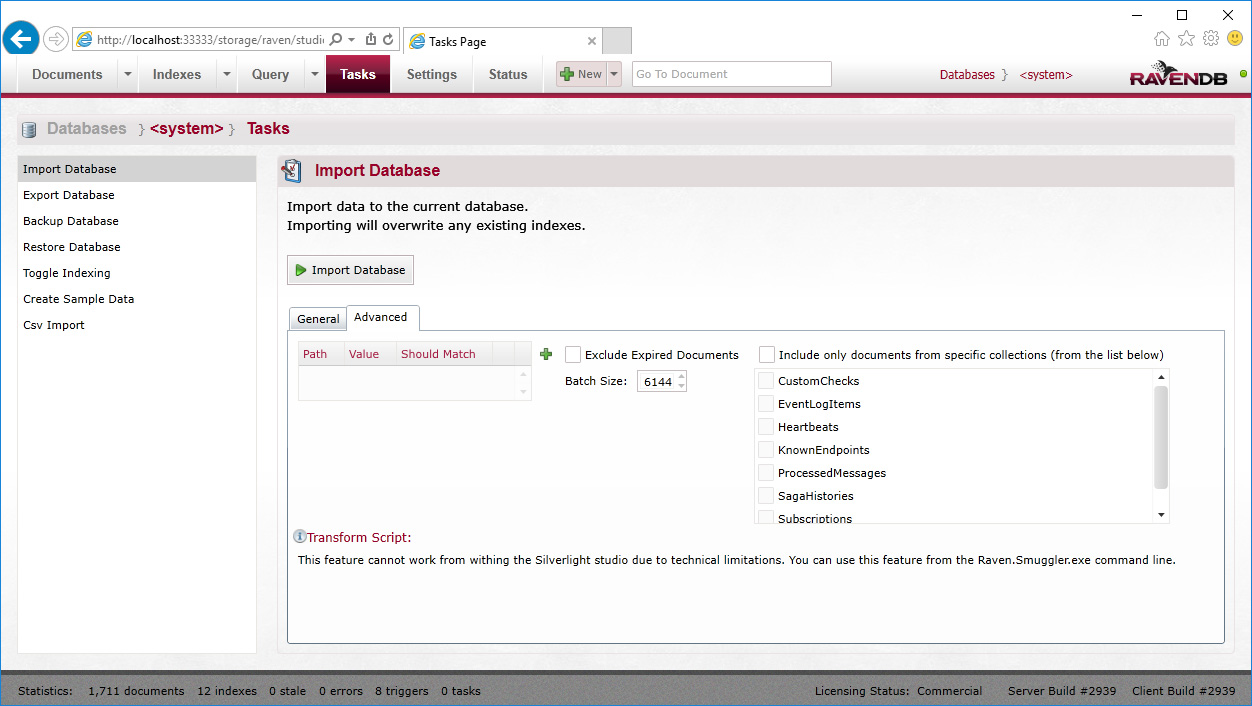 http://localhost:33333/storage/raven/studi
Tasks Page
Documents Indexes Query Tasks Settings Status New Go To Document Databases } <system> } RAVENDB
Databases } <system> } Tasks
Import Database
Export Database
Backup Database
Restore Database
Toggle Indexing
Create Sample Data
Csv Import
Import Database
Import data to the current database.
Importing will overwrite any existing indexes.
Import Database
General Advanced
Path Value Should Match
Exclude Expired Documents
Batch Size: 6144
Include only documents from specific collections (from the list below)
CustomChecks
EventLogItems
Heartbeats
KnownEndpoints
ProcessedMessages
SagaHistories
Subscriptions
Transform Script:
This feature cannot work from withing the Silverlight studio due to technical limitations. You can use this feature from the Raven.Smuggler.exe command line.
Statistics: 1,711 documents 12 indexes 0 stale 0 errors 8 triggers 0 tasks Licensing Status: Commercial Server Build #2939 Client Build #2939